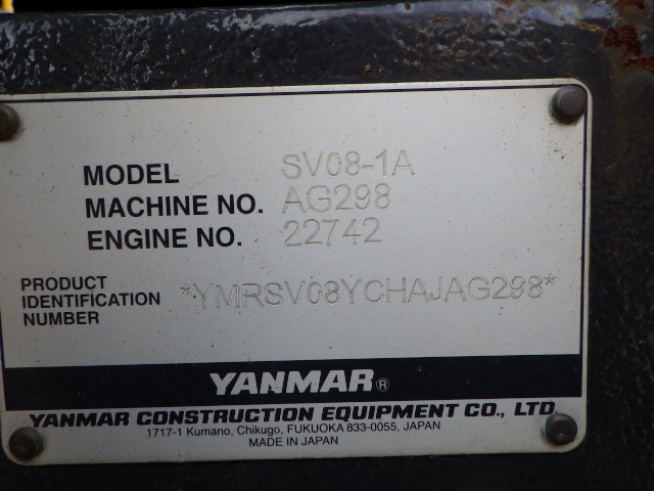 MODEL SV08-1A
MACHINE NO. AG298
ENGINE NO. 22742
PRODUCT
IDENTIFICATION
NUMBER
*YMRSV08YCHAJAG298*
YANMAR®
YANMAR CONSTRUCTION EQUIPMENT CO., LTD.
1717-1 Kumano, Chikugo, FUKUOKA 833-0055, JAPAN
MADE IN JAPAN